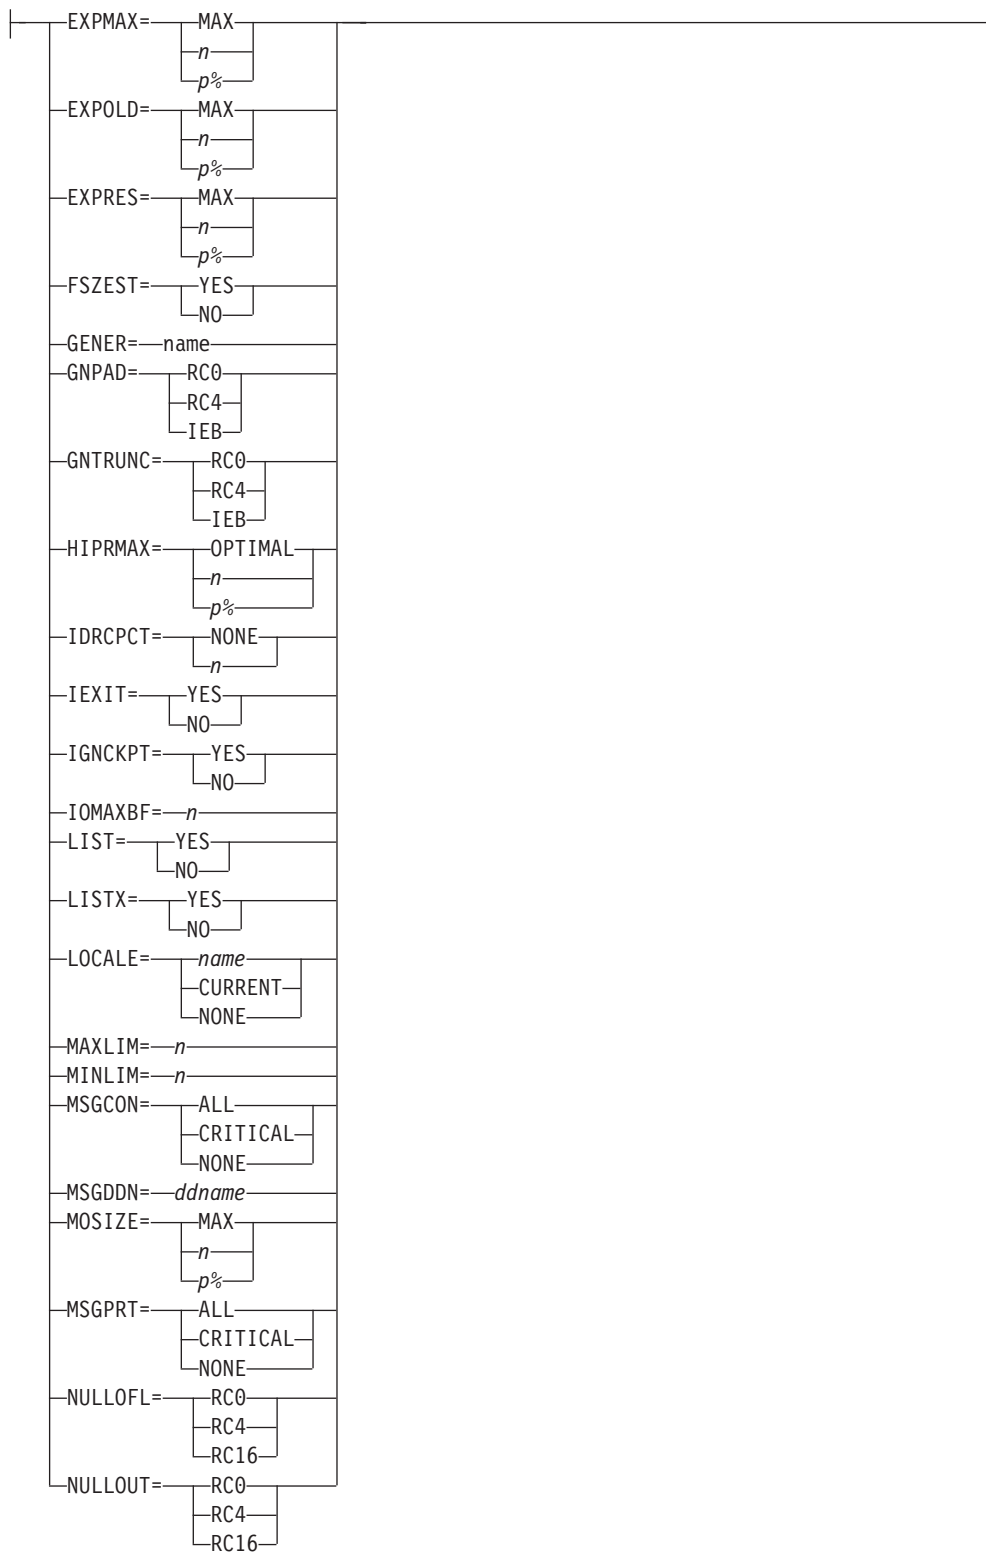 EXPMAX= MAX
n
p%
EXPOLD= MAX
n
p%
EXPRES= MAX
n
p%
FSZEST= YES
NO
GENER= name
GNPAD= RC0
RC4
IEB
GNTRUNC= RC0
RC4
IEB
HIPRMAX= OPTIMAL
n
p%
IDRCPCT= NONE
n
IEXIT= YES
NO
IGNCKPT= YES
NO
IOMAXBF= n
LIST= YES
NO
LISTX= YES
NO
LOCALE= name
CURRENT
NONE
MAXLIM= n
MINLIM= n
MSGCON= ALL
CRITICAL
NONE
MSGDDN= ddname
MOSIZE= MAX
n
p%
MSGPRT= ALL
CRITICAL
NONE
NULLOFL= RC0
RC4
RC16
NULLOUT= RC0
RC4
RC16